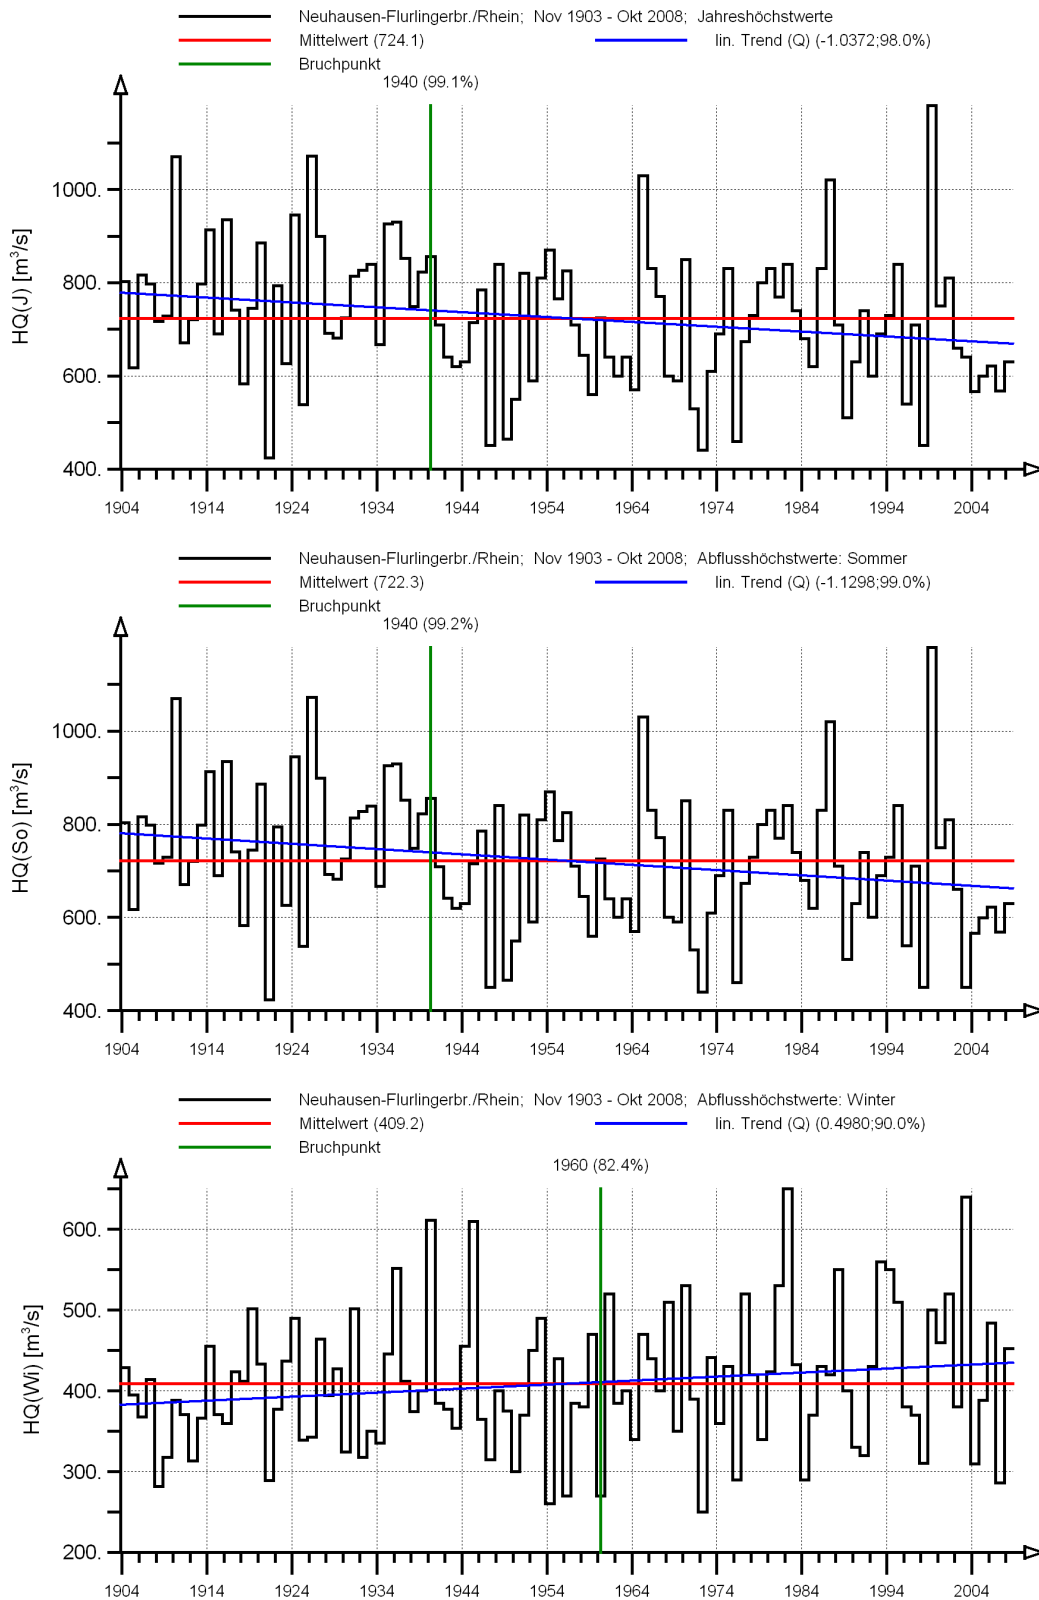 Neuhausen-Flurlingerbr./Rhein; Nov 1903 - Okt 2008; Jahreshöchstwerte
Mittelwert (724.1) lin. Trend (Q) (-1.0372;98.0%)
Bruchpunkt
1940 (99.1%)
HQ(J) [m³/s]
1000.
800.
600.
400.
1904 1914 1924 1934 1944 1954 1964 1974 1984 1994 2004
Neuhausen-Flurlingerbr./Rhein; Nov 1903 - Okt 2008; Abflusshöchstwerte: Sommer
Mittelwert (722.3) lin. Trend (Q) (-1.1298;99.0%)
Bruchpunkt
1940 (99.2%)
HQ(So) [m³/s]
1000.
800.
600.
400.
1904 1914 1924 1934 1944 1954 1964 1974 1984 1994 2004
Neuhausen-Flurlingerbr./Rhein; Nov 1903 - Okt 2008; Abflusshöchstwerte: Winter
Mittelwert (409.2) lin. Trend (Q) (0.4980;90.0%)
Bruchpunkt
1960 (82.4%)
HQ(Wi) [m³/s]
600.
500.
400.
300.
200.
1904 1914 1924 1934 1944 1954 1964 1974 1984 1994 2004